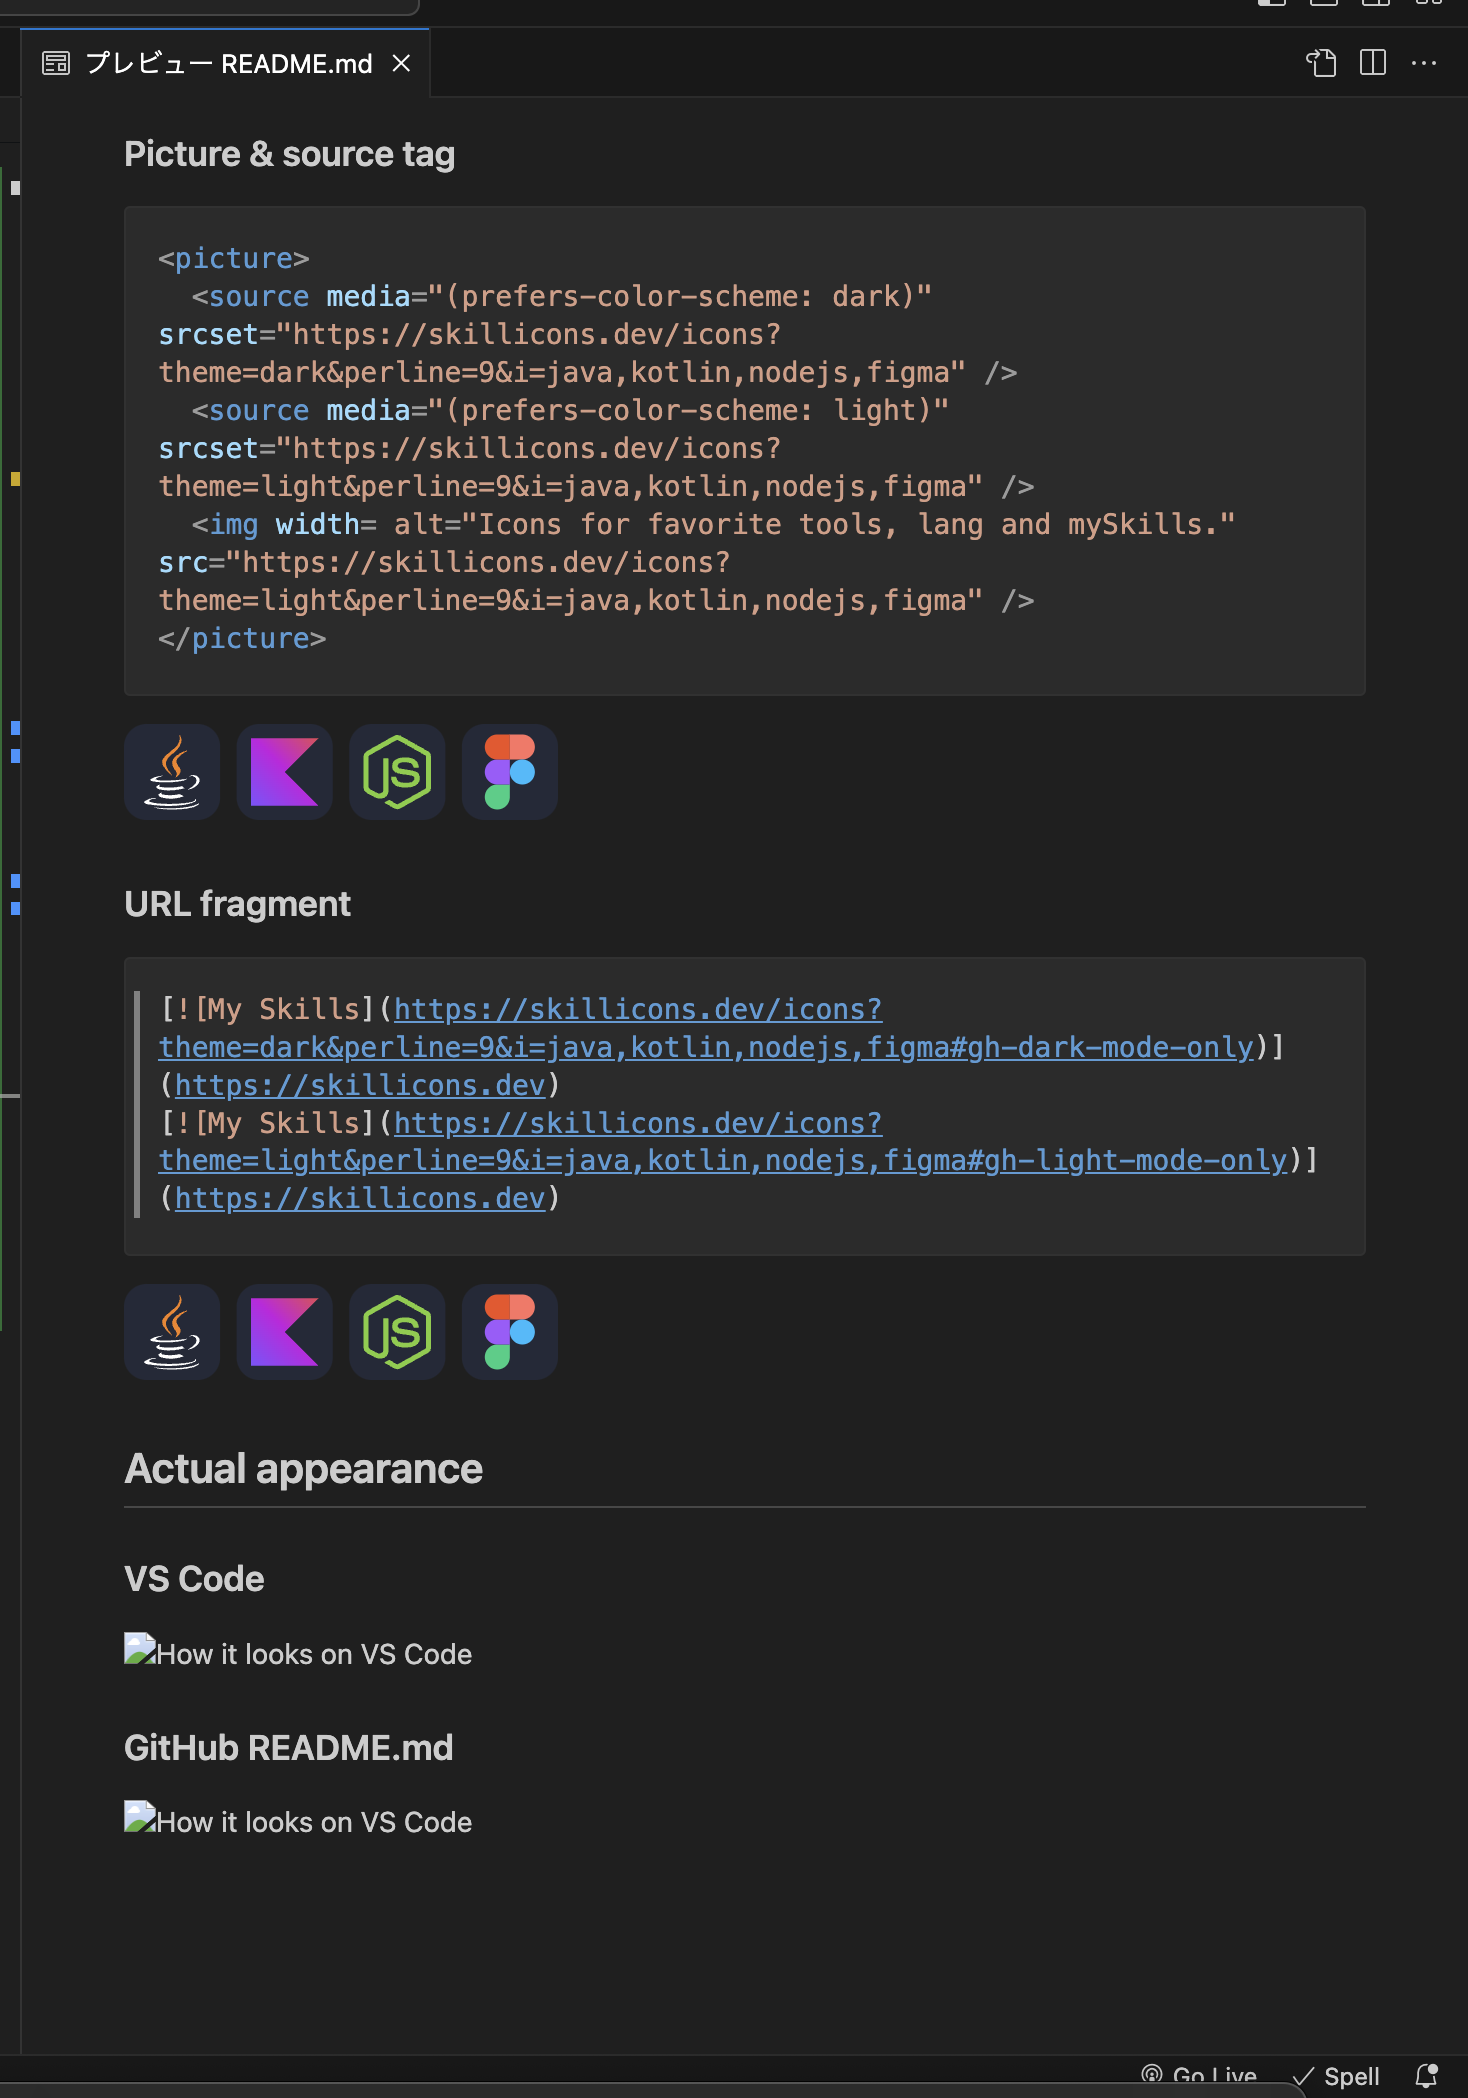 プレビュー README.md
Picture & source tag
<picture>
  <source media="(prefers-color-scheme: dark)"
srcset="https://skillicons.dev/icons?
theme=dark&perline=9&i=java,kotlin,nodejs,figma" />
  <source media="(prefers-color-scheme: light)"
srcset="https://skillicons.dev/icons?
theme=light&perline=9&i=java,kotlin,nodejs,figma" />
  <img width= alt="Icons for favorite tools, lang and mySkills."
src="https://skillicons.dev/icons?
theme=light&perline=9&i=java,kotlin,nodejs,figma" />
</picture>
JS
URL fragment
[![My Skills](https://skillicons.dev/icons?
theme=dark&perline=9&i=java,kotlin,nodejs,figma#gh-dark-mode-only)]
(https://skillicons.dev)
[![My Skills](https://skillicons.dev/icons?
theme=light&perline=9&i=java,kotlin,nodejs,figma#gh-light-mode-only)]
(https://skillicons.dev)
JS
Actual appearance
VS Code
How it looks on VS Code
GitHub README.md
How it looks on VS Code
Go Live Spell